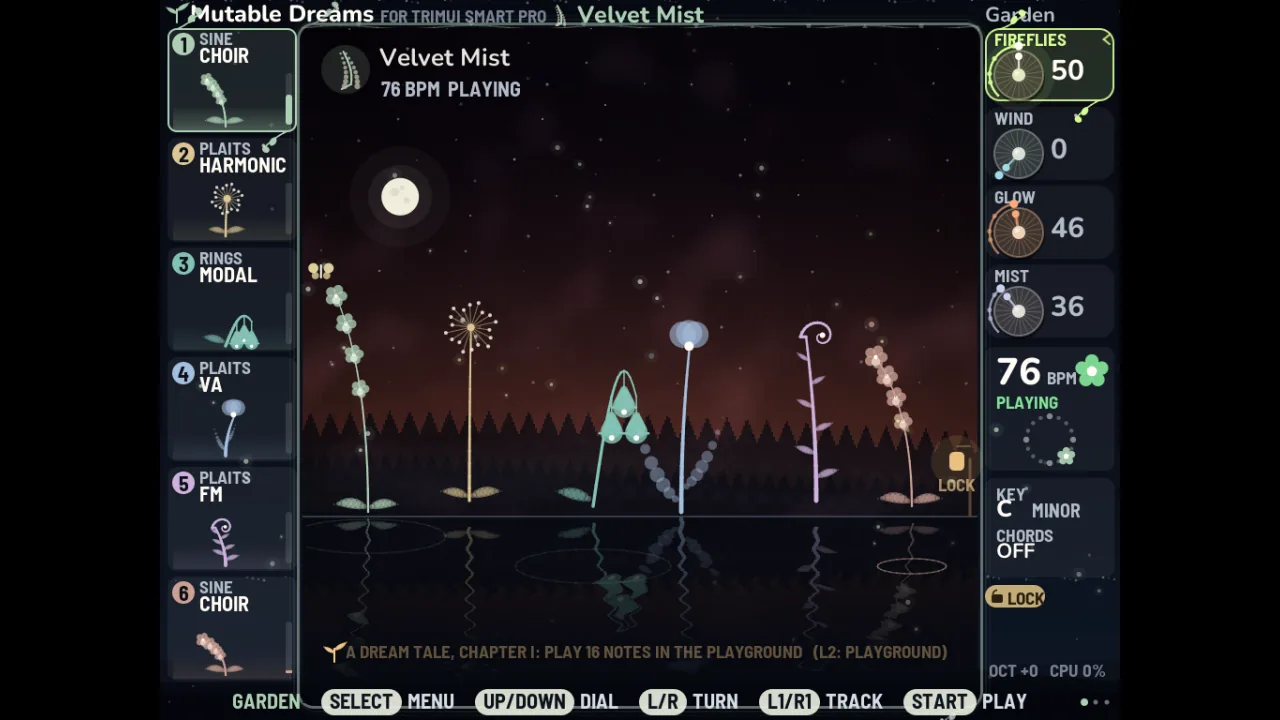 Mutable Dreams FOR TRIMUI SMART PRO Velvet Mist
Garden
1 SINE
CHOIR
2 PLAITS
HARMONIC
3 RINGS
MODAL
4 PLAITS
VA
5 PLAITS
FM
6 SINE
CHOIR
Velvet Mist
76 BPM PLAYING
LOCK
A DREAM TALE, CHAPTER I: PLAY 16 NOTES IN THE PLAYGROUND (L2: PLAYGROUND)
FIREFLIES <
50
WIND
0
GLOW
46
MIST
36
76 BPM
PLAYING
KEY
C MINOR
CHORDS
OFF
LOCK
OCT +0 CPU 0%
GARDEN SELECT MENU UP/DOWN DIAL L/R TURN L1/R1 TRACK START PLAY